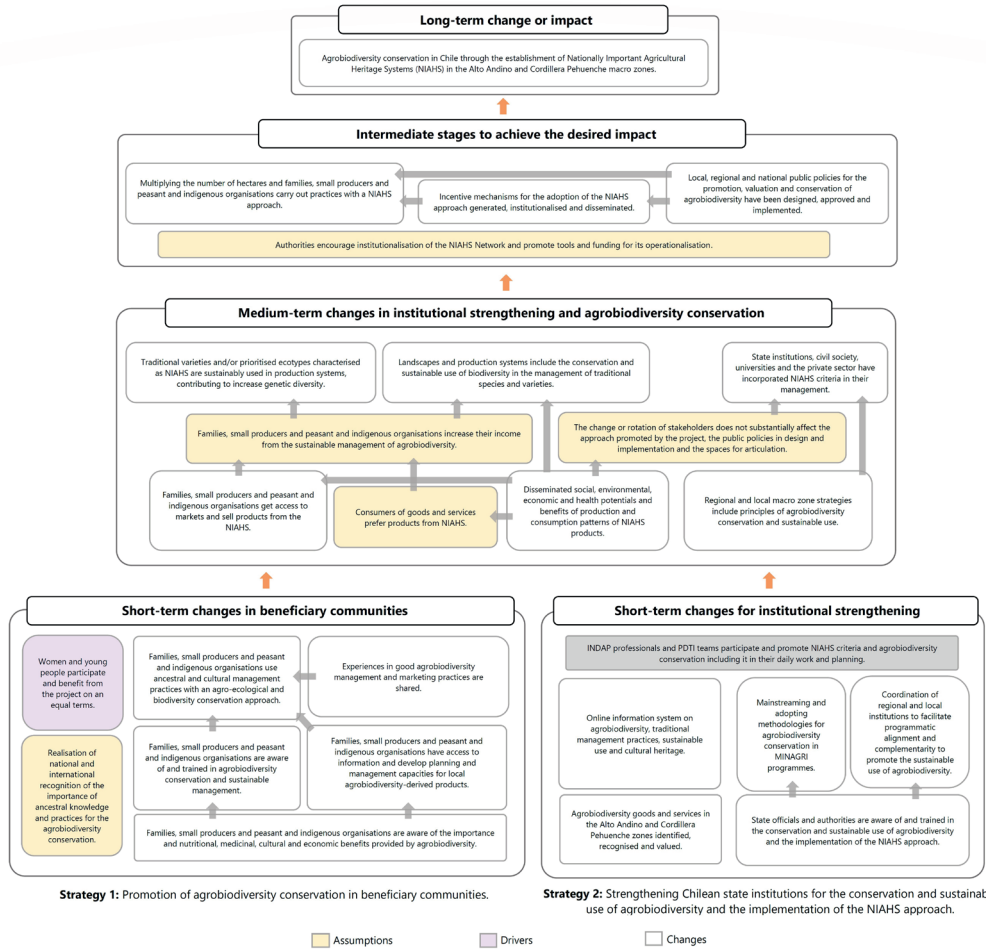 Long-term change or impact
Agrobiodiversity conservation in Chile through the establishment of Nationally Important Agricultural
Heritage Systems (NIAHS) in the Alto Andino and Cordillera Pehuenche macro zones.
Intermediate stages to achieve the desired impact
Multiplying the number of hectares and families, small producers and
peasant and indigenous organisations carry out practices with a NIAHS
approach.
Incentive mechanisms for the adoption of the NIAHS
approach generated, institutionalised and disseminated.
Local, regional and national public policies for the
promotion, valuation and conservation of
agrobiodiversity have been designed, approved and
implemented.
Authorities encourage institutionalisation of the NIAHS Network and promote tools and funding for its operationalisation.
Medium-term changes in institutional strengthening and agrobiodiversity conservation
Traditional varieties and/or prioritised ecotypes characterised
as NIAHS are sustainably used in production systems,
contributing to increase genetic diversity.
Landscapes and production systems include the conservation and
sustainable use of biodiversity in the management of traditional
species and varieties.
State institutions, civil society,
universities and the private sector have
incorporated NIAHS criteria in their
management.
Families, small producers and peasant and indigenous organisations increase their income
from the sustainable management of agrobiodiversity.
The change or rotation of stakeholders does not substantially affect the
approach promoted by the project, the public policies in design and
implementation and the spaces for articulation.
Families, small producers and peasant and
indigenous organisations get access to
markets and sell products from the
NIAHS.
Consumers of goods and services
prefer products from NIAHS.
Disseminated social, environmental,
economic and health potentials and
benefits of production and
consumption patterns of NIAHS
products.
Regional and local macro zone strategies
include principles of agrobiodiversity
conservation and sustainable use.
Short-term changes in beneficiary communities
Women and young
people participate
and benefit from
the project on an
equal terms.
Families, small producers and peasant
and indigenous organisations use
ancestral and cultural management
practices with an agro-ecological and
biodiversity conservation approach.
Experiences in good agrobiodiversity
management and marketing practices are
shared.
Realisation of
national and
international
recognition of the
importance of
ancestral knowledge
and practices for the
agrobiodiversity
conservation.
Families, small producers and peasant
and indigenous organisations are aware
of and trained in agrobiodiversity
conservation and sustainable
management.
Families, small producers and peasant and
indigenous organisations have access to
information and develop planning and
management capacities for local
agrobiodiversity-derived products.
Families, small producers and peasant and indigenous organisations are aware of the importance
and nutritional, medicinal, cultural and economic benefits provided by agrobiodiversity.
Strategy 1: Promotion of agrobiodiversity conservation in beneficiary communities.
Short-term changes for institutional strengthening
INDAP professionals and PDTI teams participate and promote NIAHS criteria and agrobiodiversity
conservation including it in their daily work and planning.
Online information system on
agrobiodiversity, traditional
management practices, sustainable
use and cultural heritage.
Mainstreaming and
adopting
methodologies for
agrobiodiversity
conservation in
MINAGRI
programmes.
Coordination of
regional and local
institutions to facilitate
programmatic
alignment and
complementarity to
promote the sustainable
use of agrobiodiversity.
Agrobiodiversity goods and services in
the Alto Andino and Cordillera
Pehuenche zones identified,
recognised and valued.
State officials and authorities are aware of and trained in
the conservation and sustainable use of agrobiodiversity
and the implementation of the NIAHS approach.
Strategy 2: Strengthening Chilean state institutions for the conservation and sustainab
use of agrobiodiversity and the implementation of the NIAHS approach.
Assumptions
Drivers
Changes